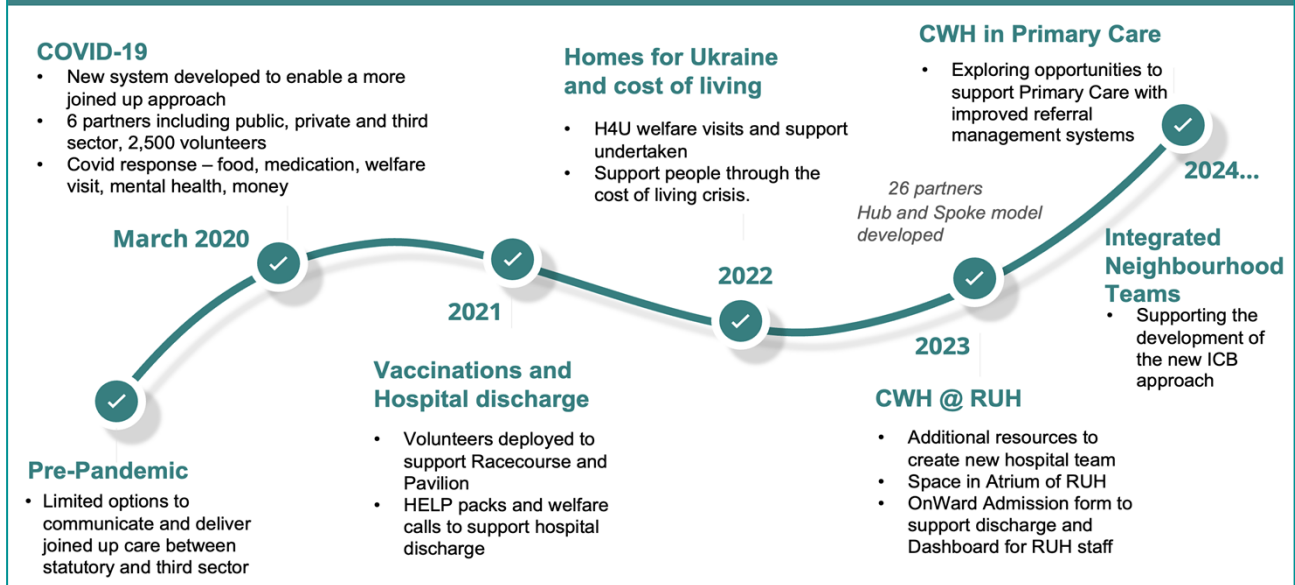 COVID-19
• New system developed to enable a more
joined up approach
• 6 partners including public, private and third
sector, 2,500 volunteers
• Covid response – food, medication, welfare
visit, mental health, money
March 2020
Pre-Pandemic
• Limited options to
communicate and deliver
joined up care between
statutory and third sector
2021
Vaccinations and
Hospital discharge
• Volunteers deployed to
support Racecourse and
Pavilion
• HELP packs and welfare
calls to support hospital
discharge
Homes for Ukraine
and cost of living
• H4U welfare visits and support
undertaken
• Support people through the
cost of living crisis.
2022
26 partners
Hub and Spoke model
developed
2023
CWH @ RUH
• Additional resources to
create new hospital team
• Space in Atrium of RUH
• OnWard Admission form to
support discharge and
Dashboard for RUH staff
CWH in Primary Care
• Exploring opportunities to
support Primary Care with
improved referral
management systems
2024...
Integrated
Neighbourhood
Teams
• Supporting the
development of
the new ICB
approach